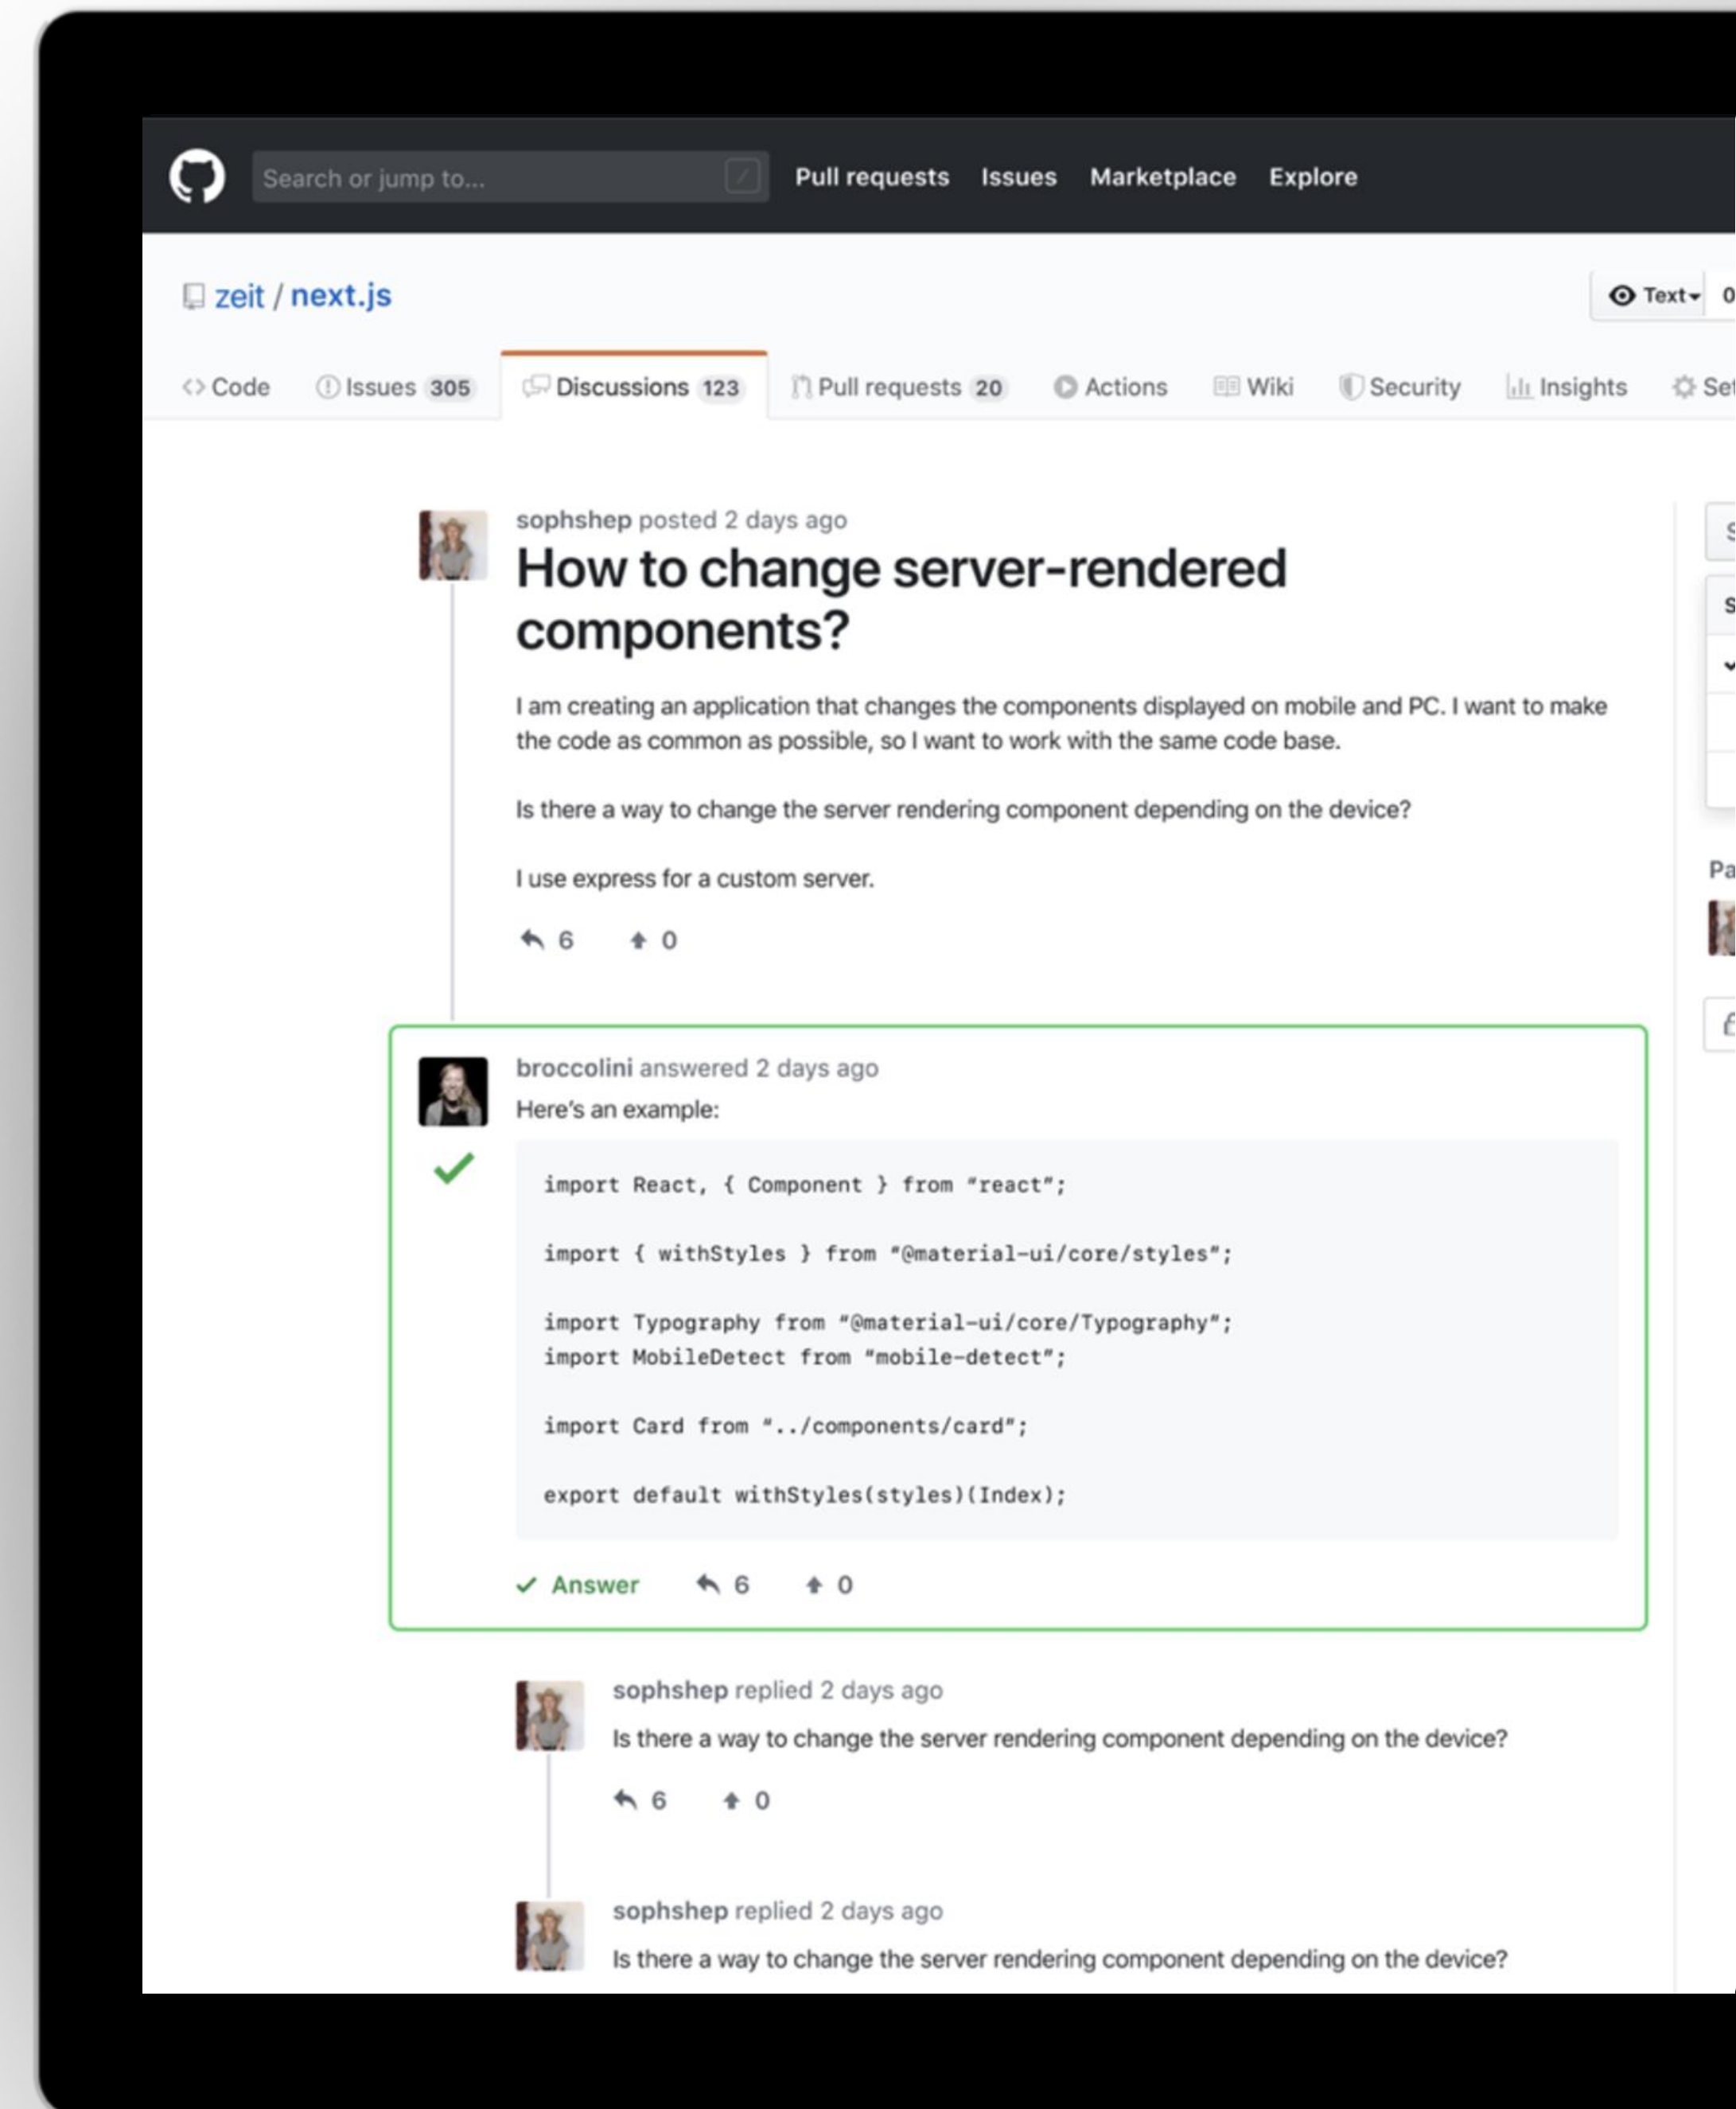 Search or jump to... /
Pull requests Issues Marketplace Explore
zeit / next.js
Text
Code Issues 305 Discussions 123 Pull requests 20 Actions Wiki Security Insights
sophshep posted 2 days ago
How to change server-rendered
components?
I am creating an application that changes the components displayed on mobile and PC. I want to make
the code as common as possible, so I want to work with the same code base.
Is there a way to change the server rendering component depending on the device?
I use express for a custom server.
6 0
broccolini answered 2 days ago
Here’s an example:
import React, { Component } from “react”;
import { withStyles } from “@material-ui/core/styles”;
import Typography from “@material-ui/core/Typography”;
import MobileDetect from “mobile-detect”;
import Card from “../components/card”;
export default withStyles(styles)(Index);
Answer 6 0
sophshep replied 2 days ago
Is there a way to change the server rendering component depending on the device?
6 0
sophshep replied 2 days ago
Is there a way to change the server rendering component depending on the device?